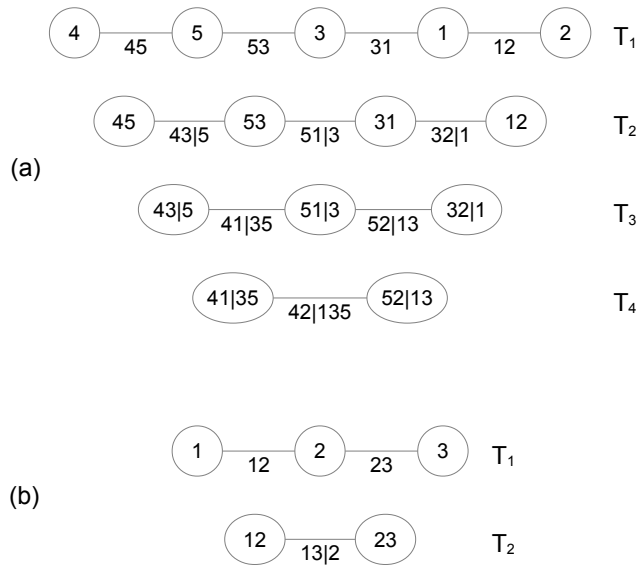 4 5 3 1 2 T₁
45 53 31 12
45 53 31 12 T₂
43|5 51|3 32|1
(a)
43|5 51|3 32|1 T₃
41|35 52|13
41|35 52|13 T₄
42|135
1 2 3 T₁
12 23
(b)
12 23 T₂
13|2